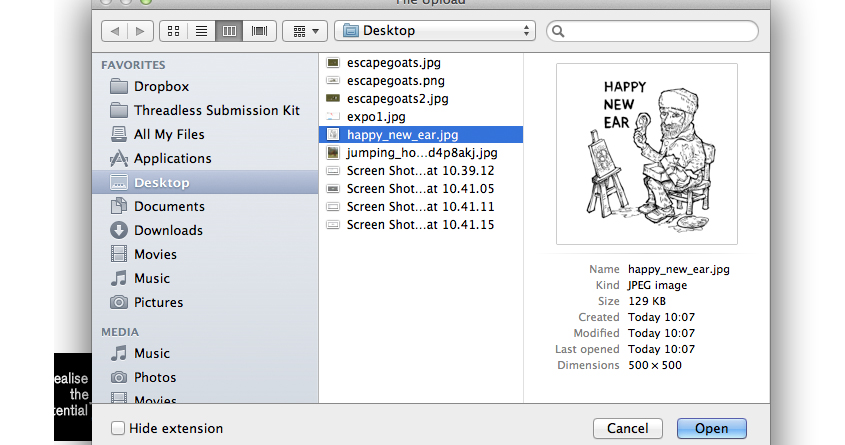 File Upload
Desktop
FAVORITES
Dropbox
Threadless Submission Kit
All My Files
Applications
Desktop
Documents
Downloads
Movies
Music
Pictures
MEDIA
Music
Photos
Movies
escapegoats.jpg
escapegoats.png
escapegoats2.jpg
expo1.jpg
happy_new_ear.jpg
jumping_ho...d4p8akj.jpg
Screen Shot...at 10.39.12
Screen Shot...at 10.41.05
Screen Shot...at 10.41.11
Screen Shot...at 10.41.15
HAPPY
NEW
EAR
Name happy_new_ear.jpg
Kind JPEG image
Size 129 KB
Created Today 10:07
Modified Today 10:07
Last opened Today 10:07
Dimensions 500 × 500
ealise
the
tential
Hide extension
Cancel
Open